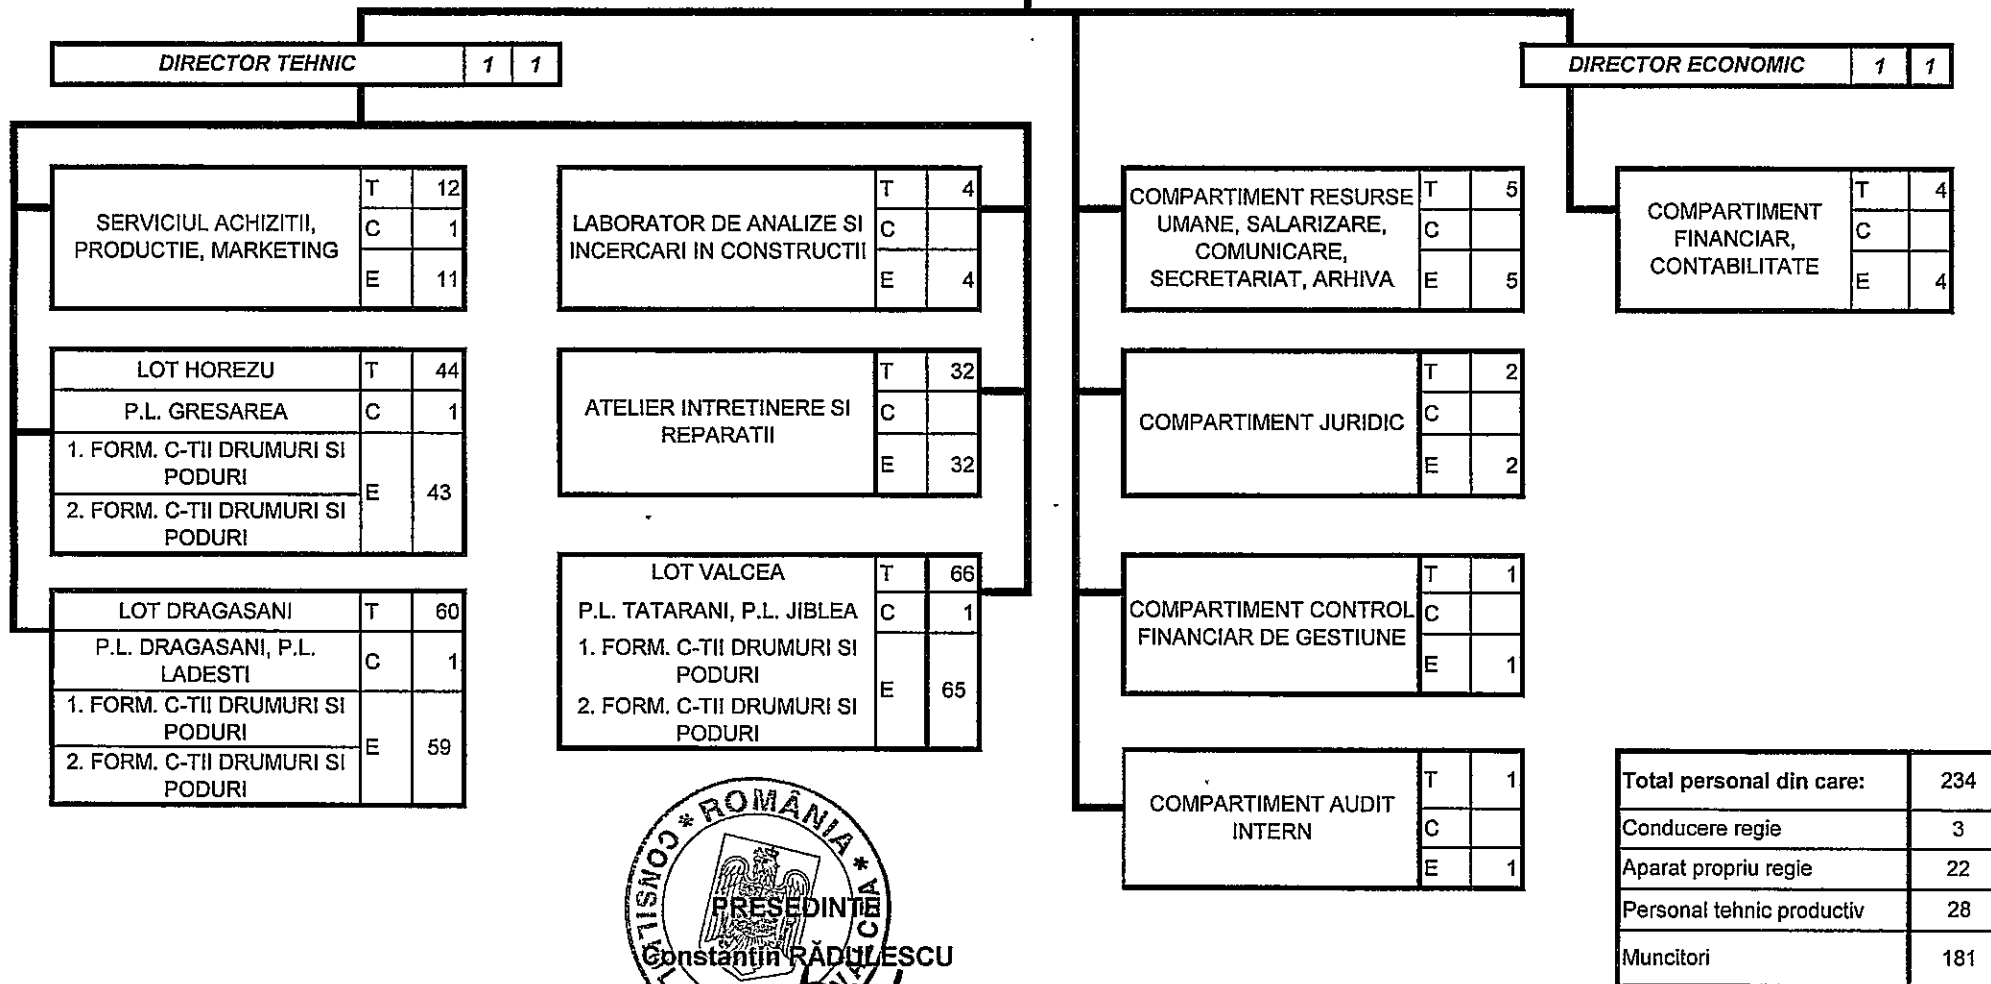 DIRECTOR TEHNIC 1 1
DIRECTOR ECONOMIC 1 1
SERVICIUL ACHIZITII,
PRODUCTIE, MARKETING
T 12
C 1
E 11
LABORATOR DE ANALIZE SI
INCERCARI IN CONSTRUCTII
T 4
C
E 4
COMPARTIMENT RESURSE
UMANE, SALARIZARE,
COMUNICARE,
SECRETARIAT, ARHIVA
T 5
C
E 5
COMPARTIMENT
FINANCIAR,
CONTABILITATE
T 4
C
E 4
LOT HOREZU T 44
P.L. GRESAREA C 1
1. FORM. C-TII DRUMURI SI
PODURI
2. FORM. C-TII DRUMURI SI
PODURI
E 43
ATELIER INTRETINERE SI
REPARATII
T 32
C
E 32
COMPARTIMENT JURIDIC
T 2
C
E 2
LOT DRAGASANI T 60
P.L. DRAGASANI, P.L.
LADESTI
C 1
1. FORM. C-TII DRUMURI SI
PODURI
2. FORM. C-TII DRUMURI SI
PODURI
E 59
LOT VALCEA T 66
P.L. TATARANI, P.L. JIBLEA C 1
1. FORM. C-TII DRUMURI SI
PODURI
2. FORM. C-TII DRUMURI SI
PODURI
E 65
COMPARTIMENT CONTROL
FINANCIAR DE GESTIUNE
T 1
C
E 1
COMPARTIMENT AUDIT
INTERN
T 1
C
E 1
Total personal din care: 234
Conducere regie 3
Aparat propriu regie 22
Personal tehnic productiv 28
Muncitori 181
* ROMÂNIA *
PREŞEDINTE
Constantin RĂDULESCU